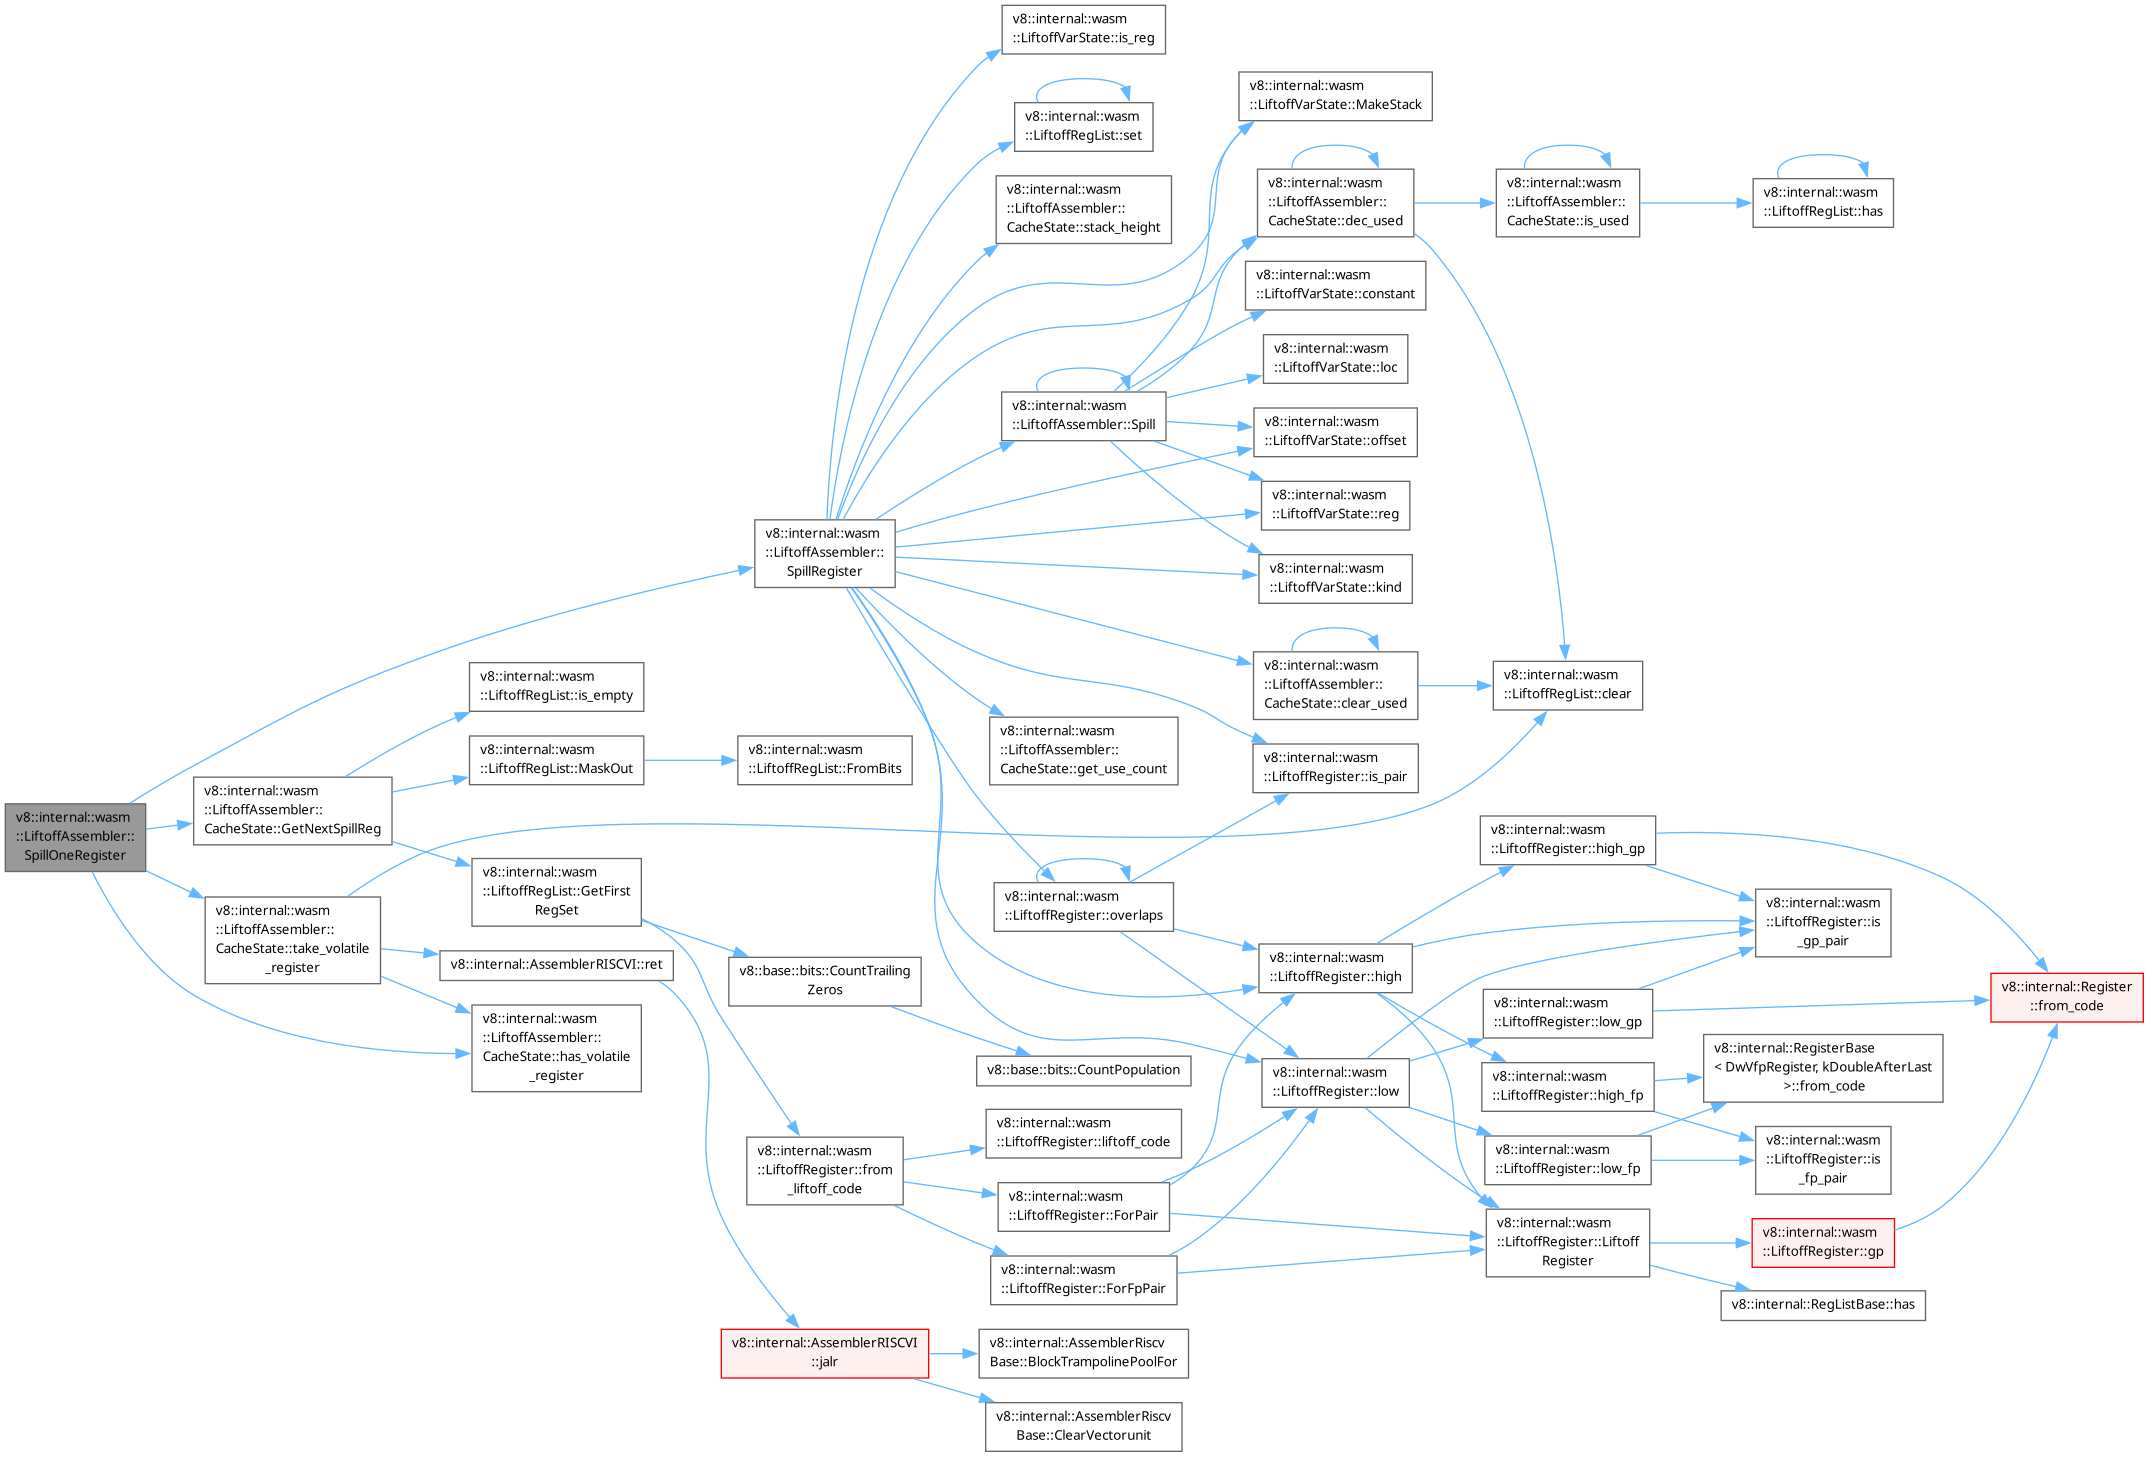 v8::internal::wasm
::LiftoffAssembler::
SpillOneRegister
v8::internal::wasm
::LiftoffAssembler::
CacheState::GetNextSpillReg
v8::internal::wasm
::LiftoffAssembler::
CacheState::take_volatile
_register
v8::internal::wasm
::LiftoffRegList::is_empty
v8::internal::wasm
::LiftoffRegList::MaskOut
v8::internal::wasm
::LiftoffRegList::GetFirst
RegSet
v8::internal::AssemblerRISCVI::ret
v8::internal::wasm
::LiftoffAssembler::
CacheState::has_volatile
_register
v8::internal::wasm
::LiftoffAssembler::
SpillRegister
v8::internal::wasm
::LiftoffRegList::FromBits
v8::base::bits::CountTrailing
Zeros
v8::internal::wasm
::LiftoffRegister::from
_liftoff_code
v8::internal::AssemblerRISCVI
::jalr
v8::internal::wasm
::LiftoffVarState::is_reg
v8::internal::wasm
::LiftoffRegList::set
v8::internal::wasm
::LiftoffAssembler::
CacheState::stack_height
v8::internal::wasm
::LiftoffAssembler::Spill
v8::internal::wasm
::LiftoffAssembler::
CacheState::get_use_count
v8::internal::wasm
::LiftoffRegister::overlaps
v8::base::bits::CountPopulation
v8::internal::wasm
::LiftoffRegister::liftoff_code
v8::internal::wasm
::LiftoffRegister::ForPair
v8::internal::wasm
::LiftoffRegister::ForFpPair
v8::internal::AssemblerRiscv
Base::BlockTrampolinePoolFor
v8::internal::AssemblerRiscv
Base::ClearVectorunit
v8::internal::wasm
::LiftoffVarState::MakeStack
v8::internal::wasm
::LiftoffAssembler::
CacheState::dec_used
v8::internal::wasm
::LiftoffVarState::constant
v8::internal::wasm
::LiftoffVarState::loc
v8::internal::wasm
::LiftoffVarState::offset
v8::internal::wasm
::LiftoffVarState::reg
v8::internal::wasm
::LiftoffVarState::kind
v8::internal::wasm
::LiftoffAssembler::
CacheState::clear_used
v8::internal::wasm
::LiftoffRegister::is_pair
v8::internal::wasm
::LiftoffRegister::high
v8::internal::wasm
::LiftoffRegister::low
v8::internal::wasm
::LiftoffAssembler::
CacheState::is_used
v8::internal::wasm
::LiftoffRegList::clear
v8::internal::wasm
::LiftoffRegister::high_gp
v8::internal::wasm
::LiftoffRegister::low_gp
v8::internal::wasm
::LiftoffRegister::high_fp
v8::internal::wasm
::LiftoffRegister::low_fp
v8::internal::wasm
::LiftoffRegister::Liftoff
Register
v8::internal::wasm
::LiftoffRegList::has
v8::internal::wasm
::LiftoffRegister::is
_gp_pair
v8::internal::RegisterBase
< DwVfpRegister, kDoubleAfterLast
>::from_code
v8::internal::wasm
::LiftoffRegister::is
_fp_pair
v8::internal::wasm
::LiftoffRegister::gp
v8::internal::RegListBase::has
v8::internal::Register
::from_code